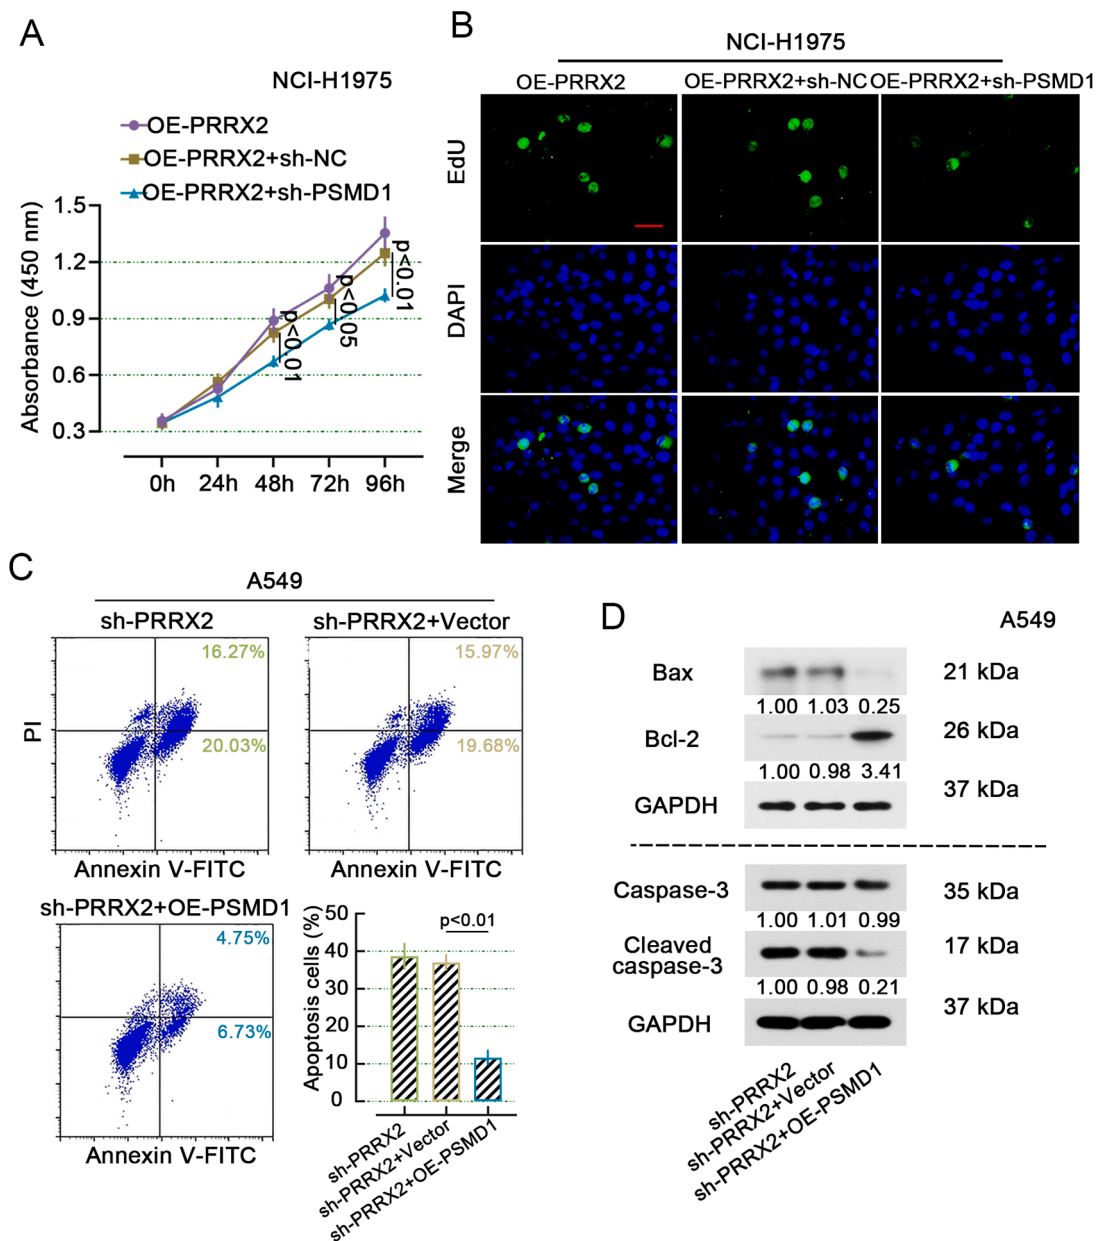 A
NCI-H1975
OE-PRRX2
OE-PRRX2+sh-NC
OE-PRRX2+sh-PSMD1
Absorbance (450 nm)
1.5
1.2
0.9
0.6
0.3
p<0.01
p<0.05
p<0.01
0h 24h 48h 72h 96h
B
NCI-H1975
OE-PRRX2 OE-PRRX2+sh-NC OE-PRRX2+sh-PSMD1
EdU
DAPI
Merge
C
A549
sh-PRRX2 sh-PRRX2+Vector
PI
16.27% 15.97%
20.03% 19.68%
Annexin V-FITC Annexin V-FITC
sh-PRRX2+OE-PSMD1
4.75%
6.73%
Annexin V-FITC
Apoptosis cells (%)
50
40
30
20
10
0
p<0.01
sh-PRRX2
sh-PRRX2+Vector
sh-PRRX2+OE-PSMD1
D
A549
Bax 21 kDa
1.00 1.03 0.25
Bcl-2 26 kDa
1.00 0.98 3.41
GAPDH 37 kDa
Caspase-3 35 kDa
1.00 1.01 0.99
Cleaved
caspase-3 17 kDa
1.00 0.98 0.21
GAPDH 37 kDa
sh-PRRX2
sh-PRRX2+Vector
sh-PRRX2+OE-PSMD1